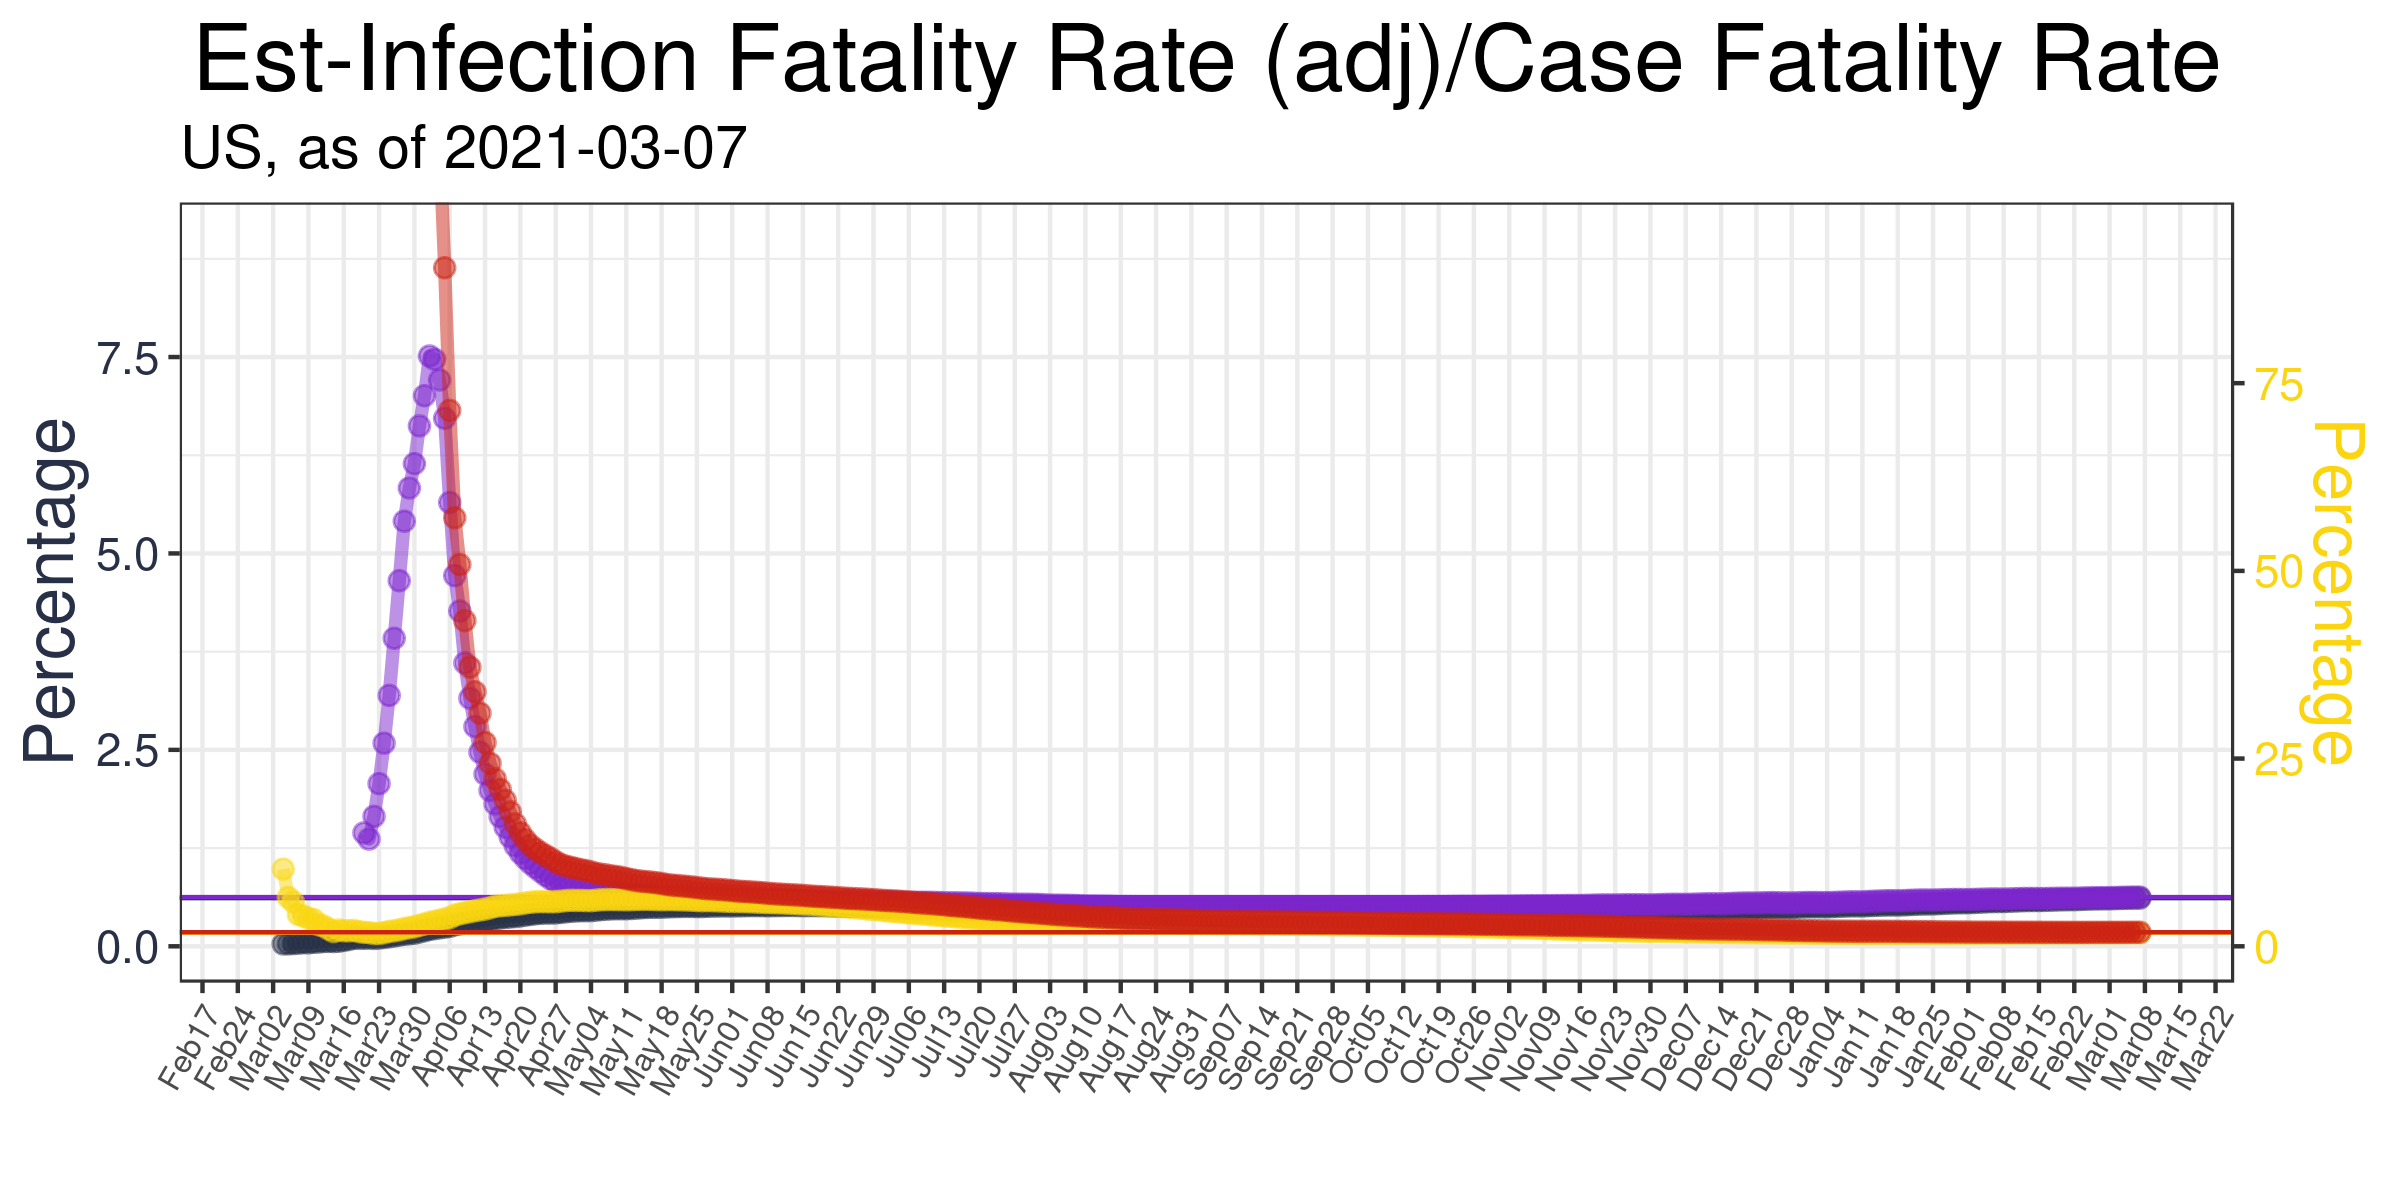 Est-Infection Fatality Rate (adj)/Case Fatality Rate
US, as of 2021-03-07
Percentage
7.5
5.0
2.5
0.0
75
50
25
0
Percentage
Feb17
Feb24
Mar02
Mar09
Mar16
Mar23
Mar30
Apr06
Apr13
Apr20
Apr27
May04
May11
May18
May25
Jun01
Jun08
Jun15
Jun22
Jun29
Jul06
Jul13
Jul20
Jul27
Aug03
Aug10
Aug17
Aug24
Aug31
Sep07
Sep14
Sep21
Sep28
Oct05
Oct12
Oct19
Oct26
Nov02
Nov09
Nov16
Nov23
Nov30
Dec07
Dec14
Dec21
Dec28
Jan04
Jan11
Jan18
Jan25
Feb01
Feb08
Feb15
Feb22
Mar01
Mar08
Mar15
Mar22